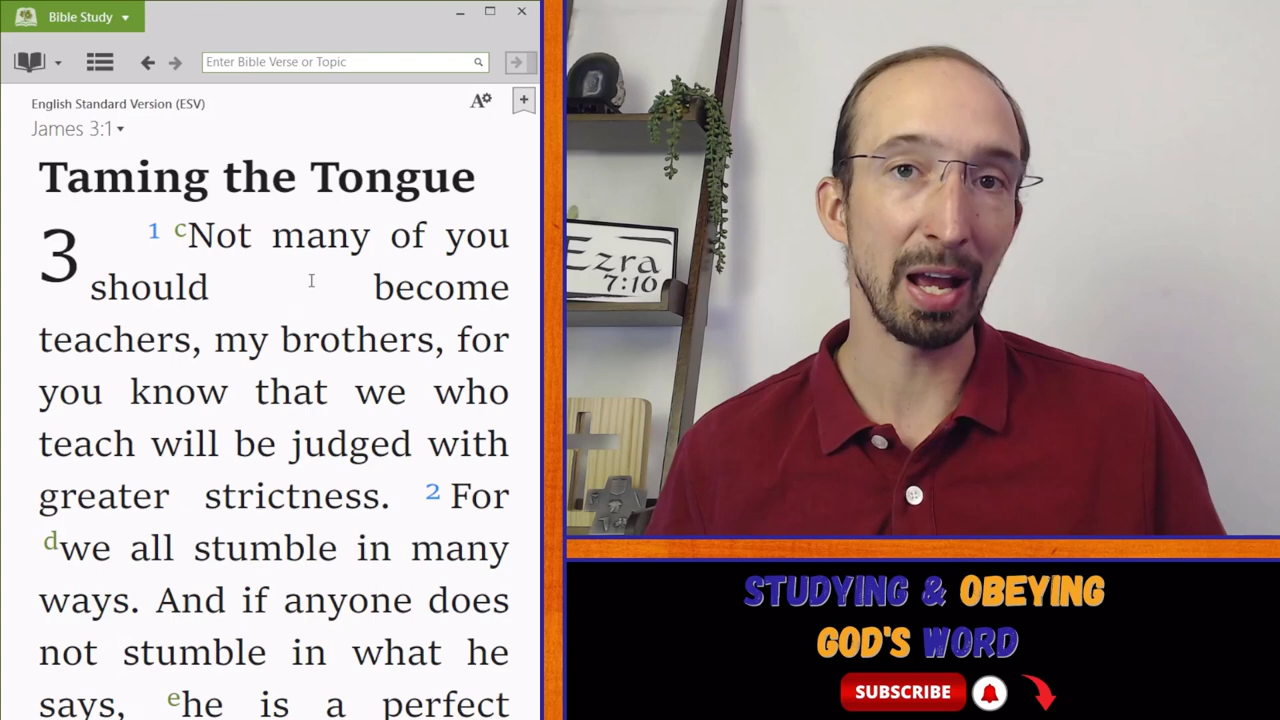 Bible Study
Enter Bible Verse or Topic
English Standard Version (ESV)
A
James 3:1
Taming the Tongue
3 1 cNot many of you
should become
teachers, my brothers, for
you know that we who
teach will be judged with
greater strictness. 2 For
dwe all stumble in many
ways. And if anyone does
not stumble in what he
says, ehe is a perfect
Ezra
7:10
STUDYING & OBEYING
GOD'S WORD
SUBSCRIBE